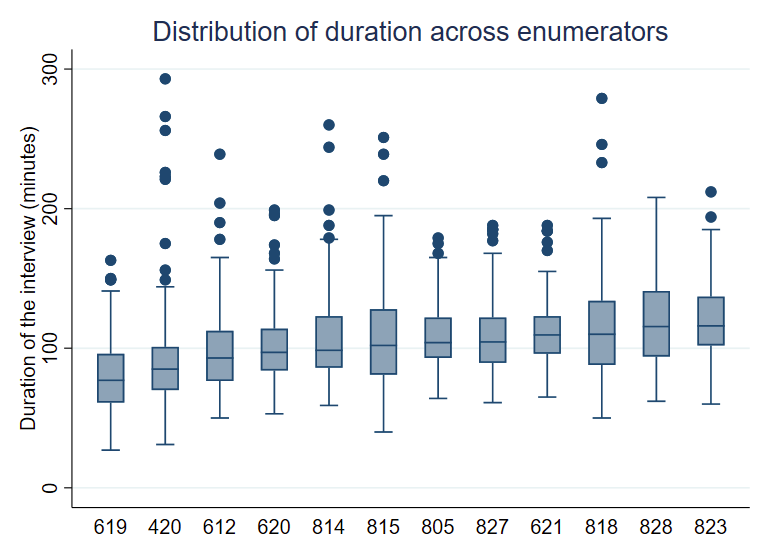 Distribution of duration across enumerators
Duration of the interview (minutes)
300
200
100
0
619 420 612 620 814 815 805 827 621 818 828 823